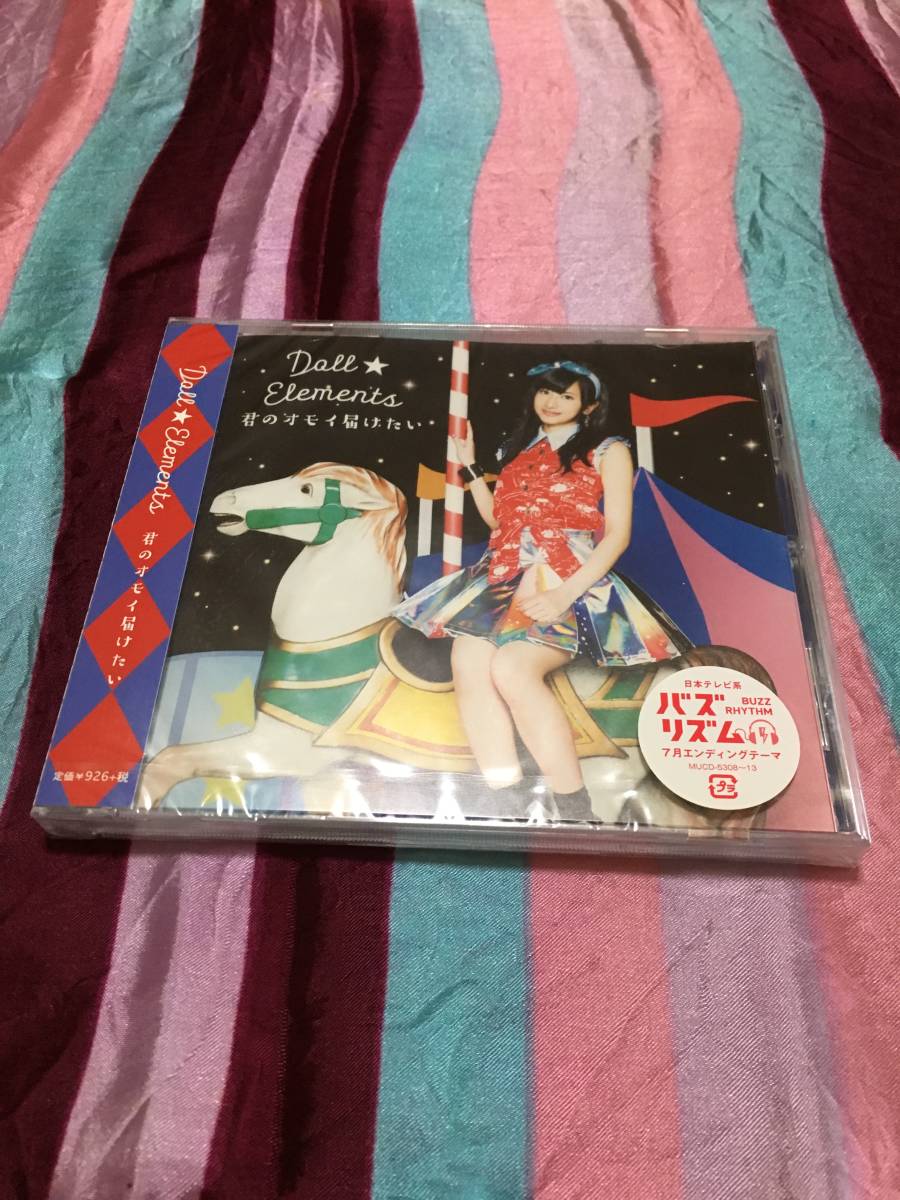 Doll★Elements
君のオモイ届けたい
定価¥926+税
Doll★
Elements
君のオモイ届けたい
日本テレビ系
バズ BUZZ
リズム RHYTHM
7月エンディングテーマ
MUCD-5308~13
プラ